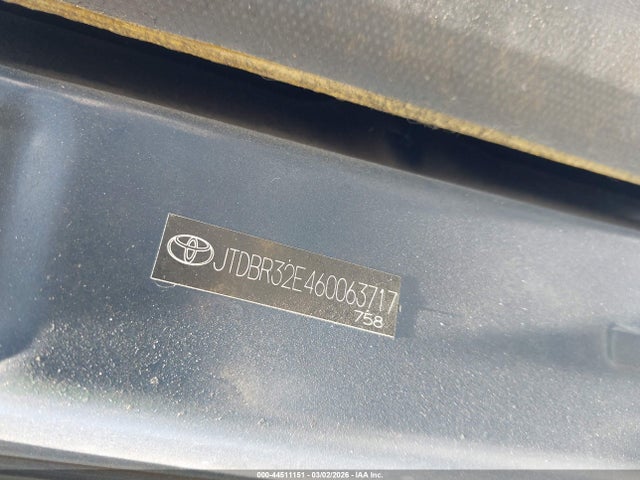 JTDBR32E460063717
758
000-44511151 - 03/02/2026 - IAA Inc.